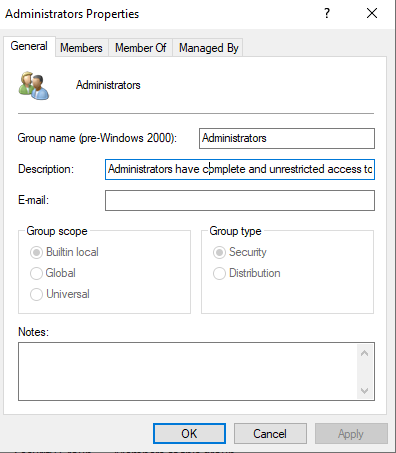 Administrators Properties
? ×
General Members Member Of Managed By
Administrators
Group name (pre-Windows 2000): Administrators
Description: Administrators have complete and unrestricted access to
E-mail:
Group scope Group type
Builtin local Security
Global Distribution
Universal
Notes:
OK Cancel Apply